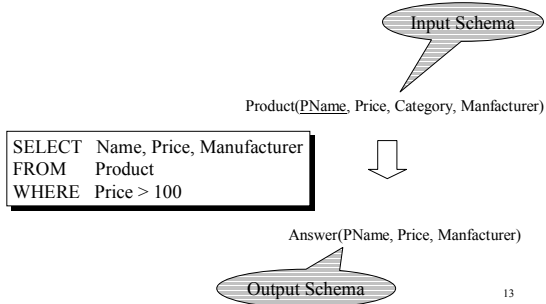 Input Schema
Product(PName, Price, Category, Manfacturer)
SELECT Name, Price, Manufacturer
FROM Product
WHERE Price > 100
Answer(PName, Price, Manfacturer)
Output Schema
13